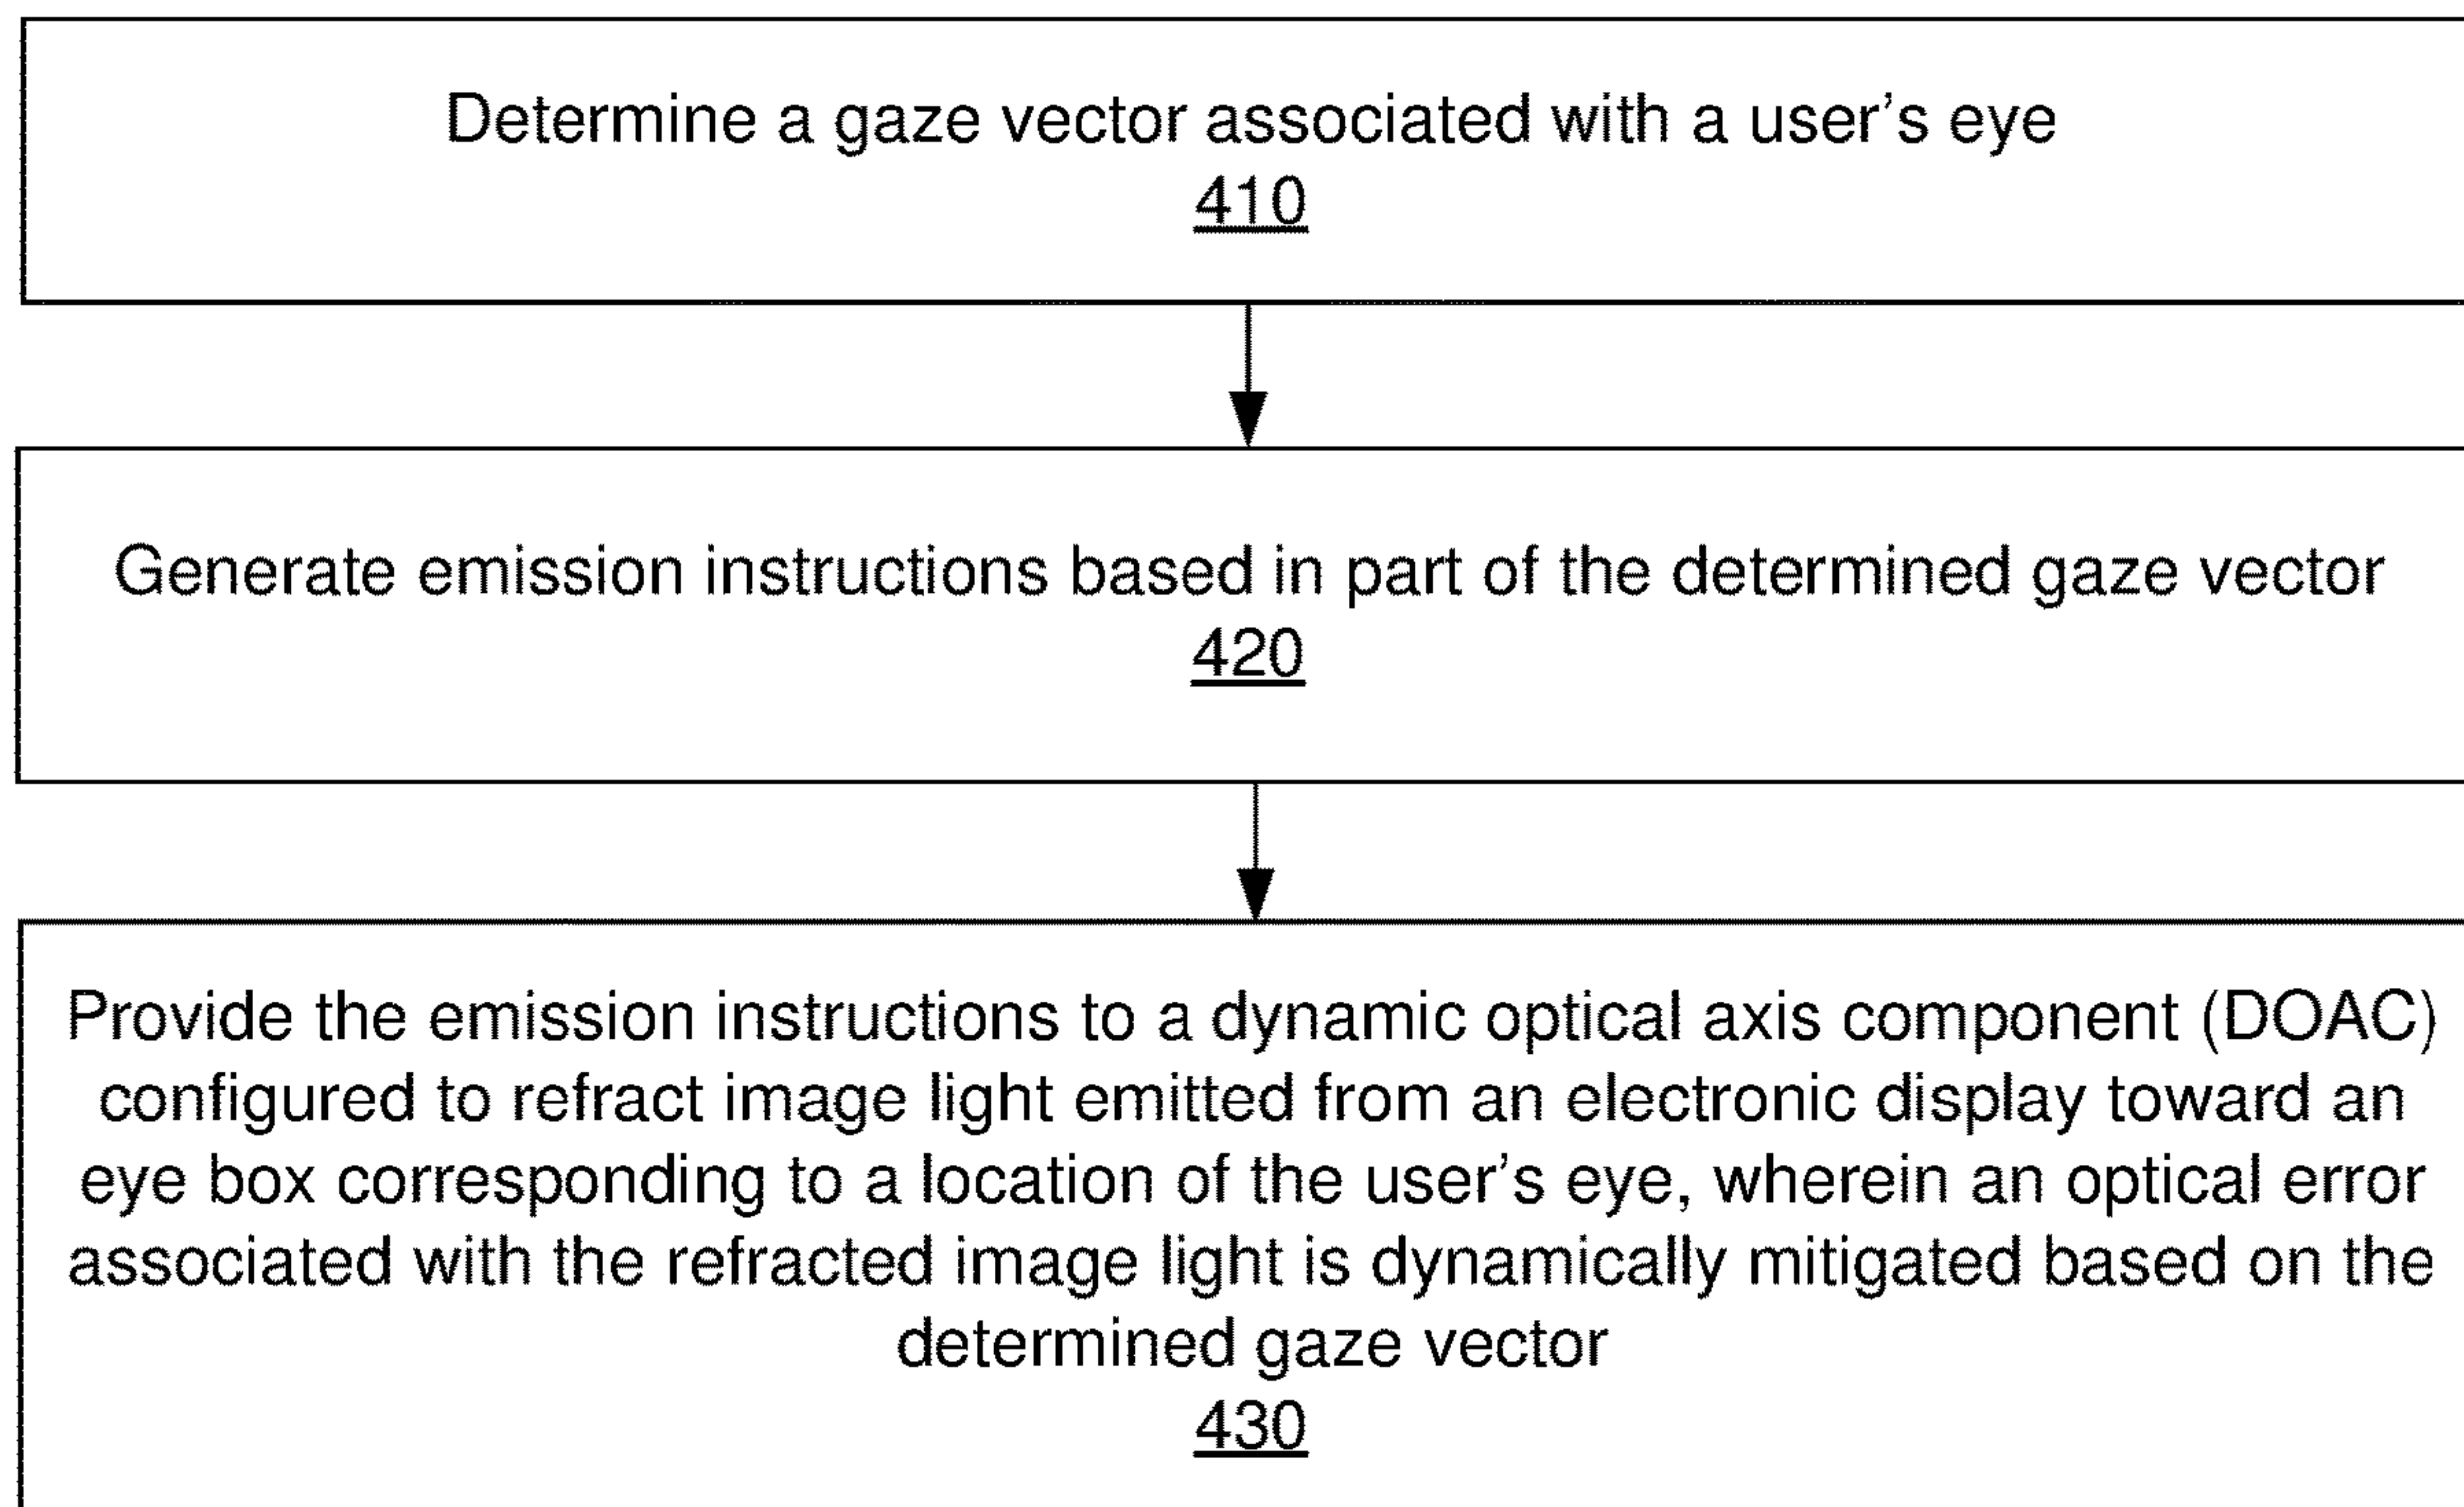 Determine a gaze vector associated with a user’s eye
410
Generate emission instructions based in part of the determined gaze vector
420
Provide the emission instructions to a dynamic optical axis component (DOAC)
configured to refract image light emitted from an electronic display toward an
eye box corresponding to a location of the user’s eye, wherein an optical error
associated with the refracted image light is dynamically mitigated based on the
determined gaze vector
430